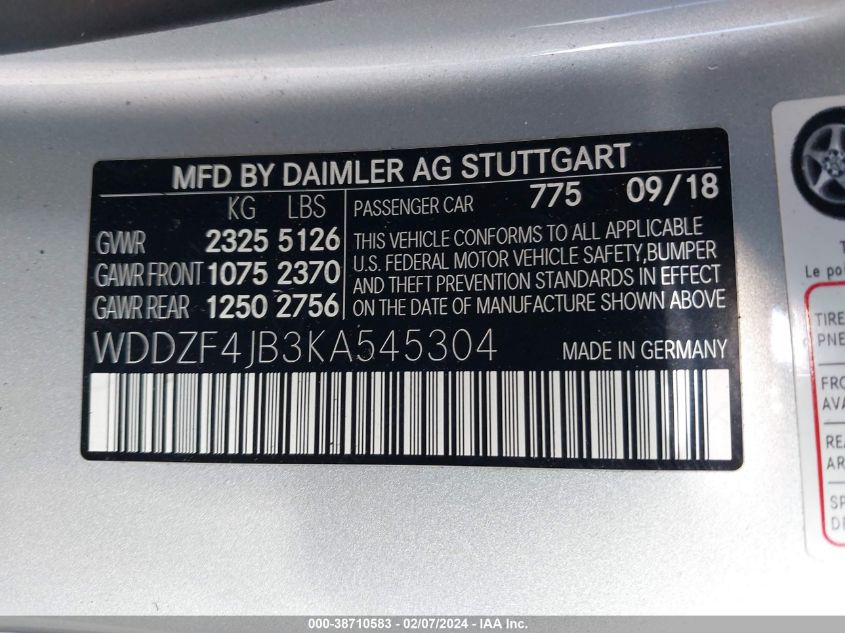 MFD BY DAIMLER AG STUTTGART
KG LBS
GVWR 2325 5126
GAWR FRONT 1075 2370
GAWR REAR 1250 2756
PASSENGER CAR 775 09/18
THIS VEHICLE CONFORMS TO ALL APPLICABLE
U.S. FEDERAL MOTOR VEHICLE SAFETY,BUMPER
AND THEFT PREVENTION STANDARDS IN EFFECT
ON THE DATE OF MANUFACTURE SHOWN ABOVE
WDDZF4JB3KA545304 MADE IN GERMANY
Le
TIRE
000-38710583 - 02/07/2024 - IAA Inc.